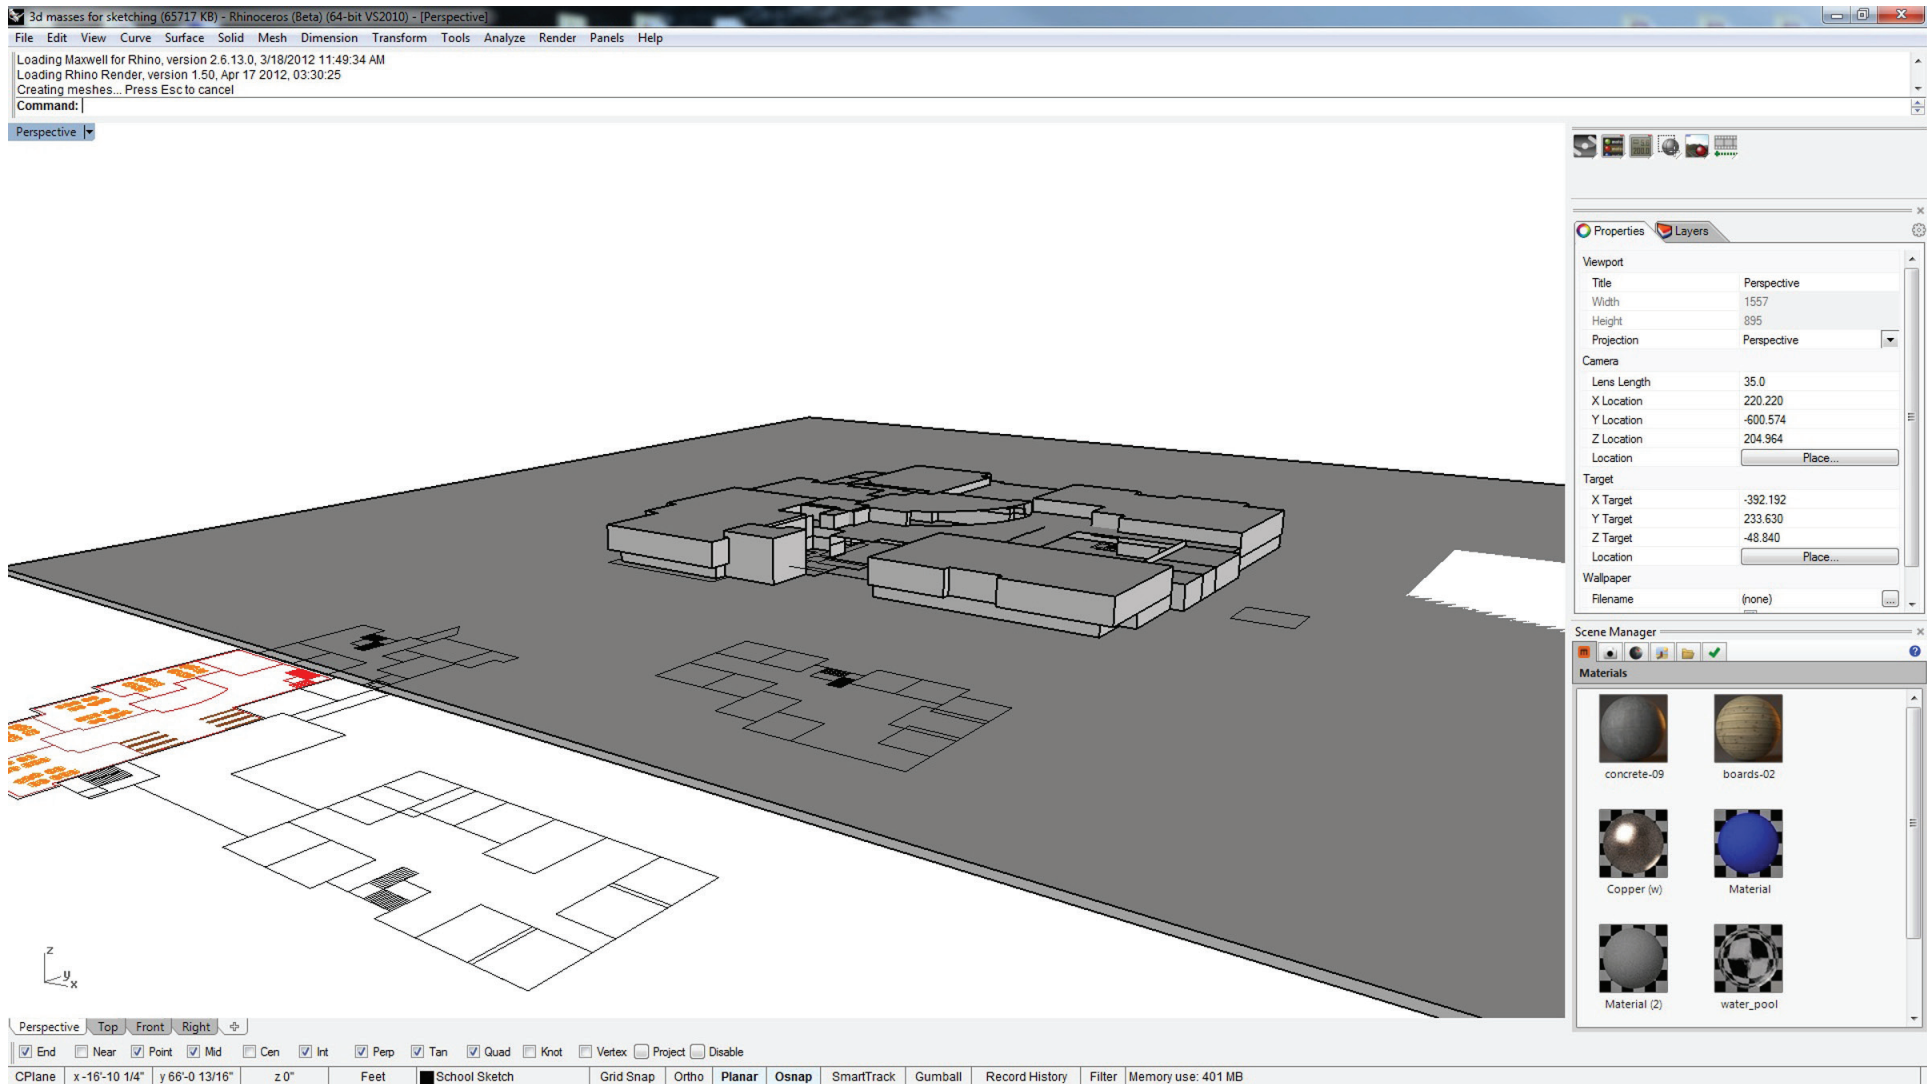 3d masses for sketching (65717 KB) - Rhinoceros (Beta) (64-bit VS2010) - [Perspective]
File Edit View Curve Surface Solid Mesh Dimension Transform Tools Analyze Render Panels Help
Loading Maxwell for Rhino, version 2.6.13.0, 3/18/2012 11:49:34 AM
Loading Rhino Render, version 1.50, Apr 17 2012, 03:30:25
Creating meshes... Press Esc to cancel
Command:
Perspective
Properties Layers
Viewport
Title Perspective
Width 1557
Height 895
Projection Perspective
Camera
Lens Length 35.0
X Location 220.220
Y Location -600.574
Z Location 204.964
Location Place...
Target
X Target -392.192
Y Target 233.630
Z Target -48.840
Location Place...
Wallpaper
Filename (none) ...
Scene Manager
Materials
concrete-09 boards-02
Copper (w) Material
Material (2) water_pool
z
y
x
Perspective Top Front Right
End Near Point Mid Cen Int Perp Tan Quad Knot Vertex Project Disable
CPlane x -16'-10 1/4" y 66'-0 13/16" z 0" Feet School Sketch Grid Snap Ortho Planar Osnap SmartTrack Gumball Record History Filter Memory use: 401 MB